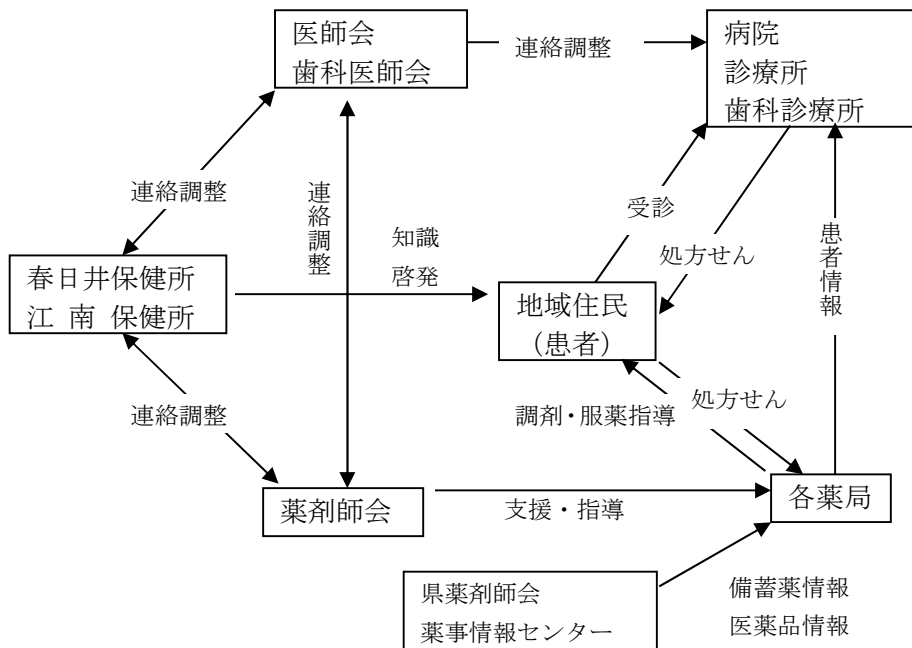 医師会
歯科医師会
連絡調整
病院
診療所
歯科診療所
連絡調整
連絡調整
知識
啓発
受診
処方せん
患者情報
春日井保健所
江 南 保健所
地域住民
（患者）
連絡調整
調剤・服薬指導
処方せん
薬剤師会
支援・指導
各薬局
県薬剤師会
薬事情報センター
備蓄薬情報
医薬品情報